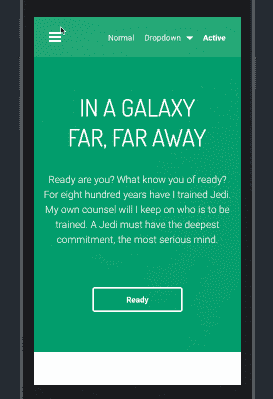 Normal Dropdown Active
IN A GALAXY
FAR, FAR AWAY
Ready are you? What know you of ready?
For eight hundred years have I trained Jedi.
My own counsel will I keep on who is to be
trained. A Jedi must have the deepest
commitment, the most serious mind.
Ready